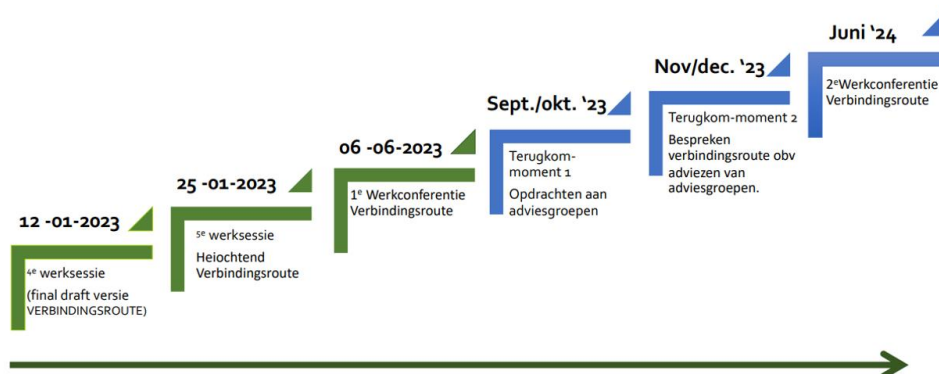 12 -01-2023
4e werksessie
(final draft versie
VERBINDINGSROUTE)
25 -01-2023
5e werksessie
Heiochtend
Verbindingsroute
06 -06-2023
1e Werkconferentie
Verbindingsroute
Sept./okt. ‘23
Terugkom-
moment 1
Opdrachten aan
adviesgroepen
Nov/dec. ‘23
Terugkom-moment 2
Bespreken
verbindingsroute obv
adviezen van
adviesgroepen.
Juni ‘24
2eWerkconferentie
Verbindingsroute